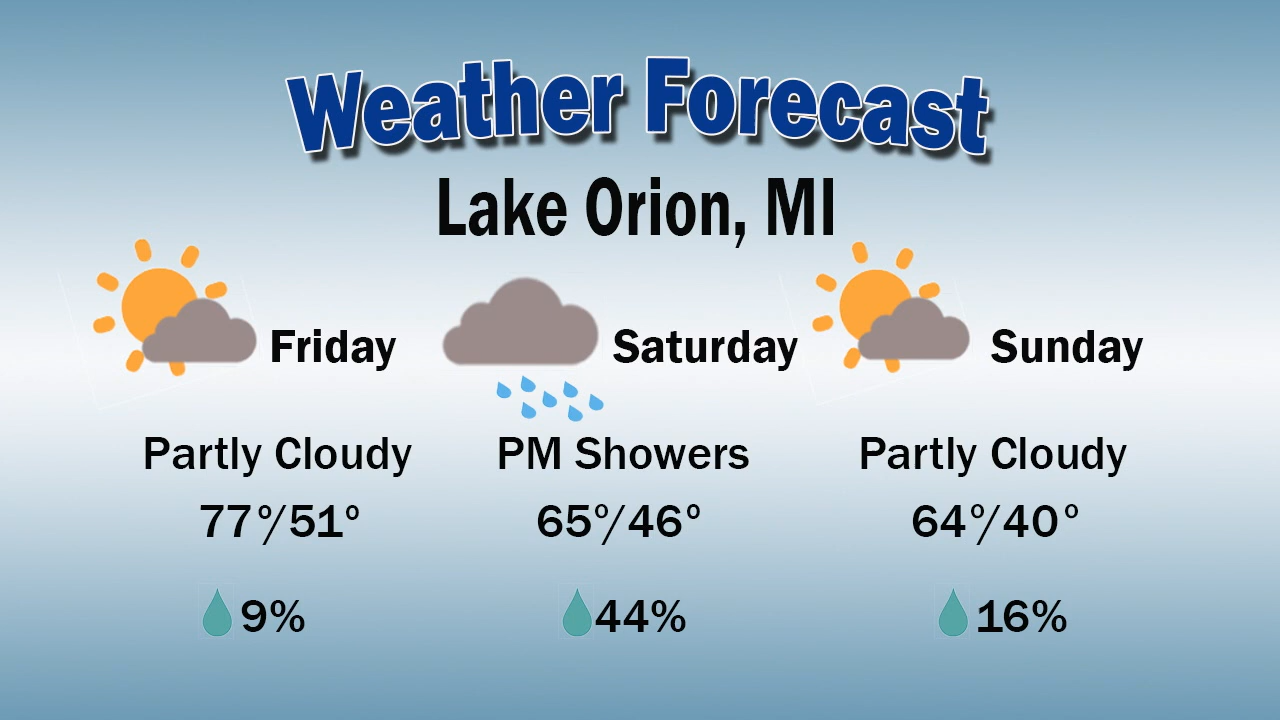 Weather Forecast
Lake Orion, MI
Friday Saturday Sunday
Partly Cloudy PM Showers Partly Cloudy
77°/51° 65°/46° 64°/40°
9% 44% 16%